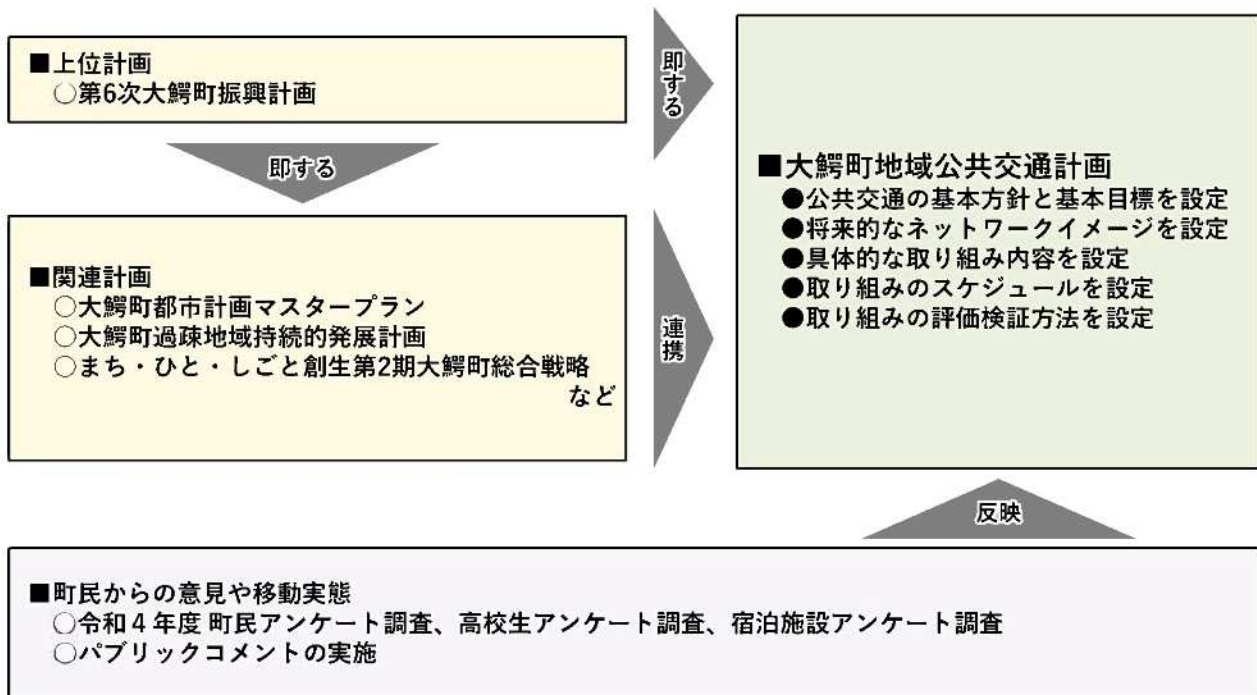 ■上位計画
○第6次大鰐町振興計画
即する
即する
■関連計画
○大鰐町都市計画マスタープラン
○大鰐町過疎地域持続的発展計画
○まち・ひと・しごと創生第2期大鰐町総合戦略
など
連携
■大鰐町地域公共交通計画
●公共交通の基本方針と基本目標を設定
●将来的なネットワークイメージを設定
●具体的な取り組み内容を設定
●取り組みのスケジュールを設定
●取り組みの評価検証方法を設定
反映
■町民からの意見や移動実態
○令和４年度 町民アンケート調査、高校生アンケート調査、宿泊施設アンケート調査
○パブリックコメントの実施